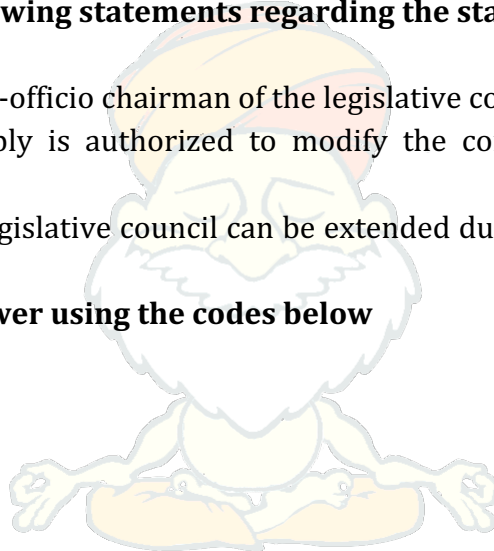 wing statements regarding the sta
-officio chairman of the legislative co
bly is authorized to modify the co
gislative council can be extended du
ver using the codes below